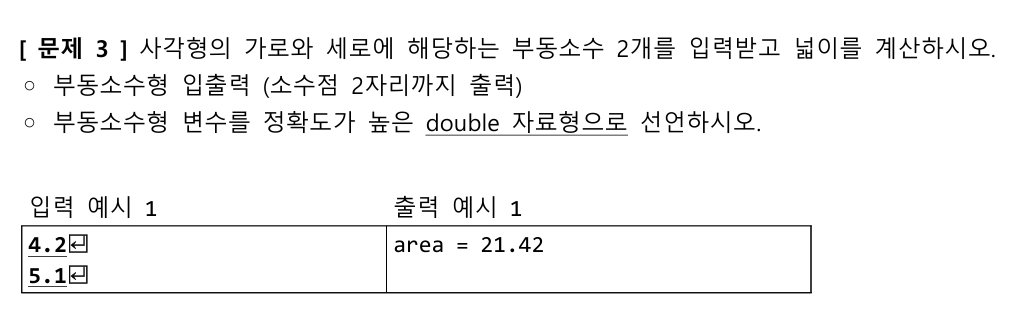 [ 문제 3 ] 사각형의 가로와 세로에 해당하는 부동소수 2개를 입력받고 넓이를 계산하시오.
○ 부동소수형 입출력 (소수점 2자리까지 출력)
○ 부동소수형 변수를 정확도가 높은 double 자료형으로 선언하시오.
입력 예시 1
출력 예시 1
4.2↵
5.1↵
area = 21.42